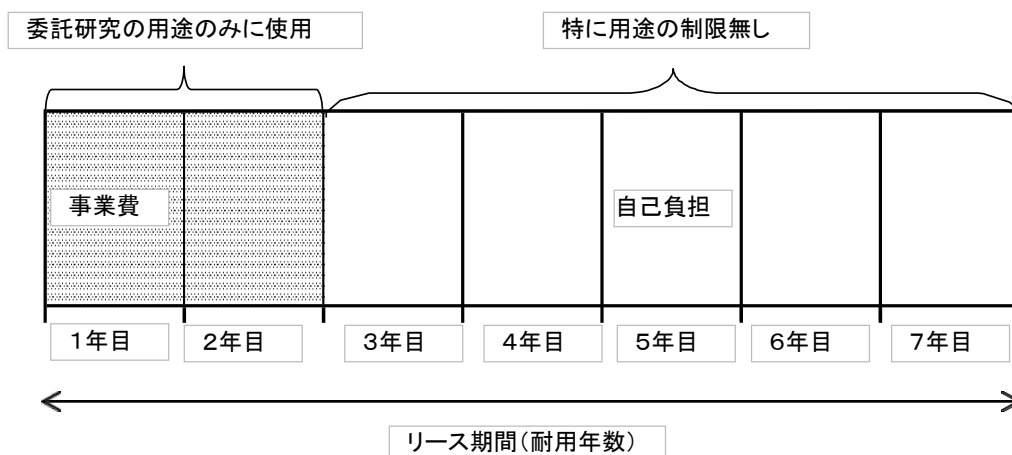 委託研究の用途のみに使用
特に用途の制限無し
事業費
自己負担
1年目
2年目
3年目
4年目
5年目
6年目
7年目
リース期間(耐用年数)